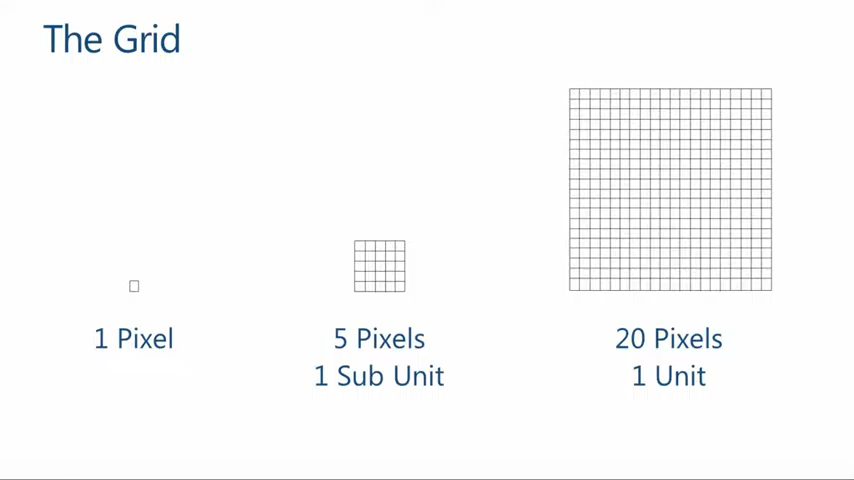 The Grid
1 Pixel
5 Pixels
1 Sub Unit
20 Pixels
1 Unit